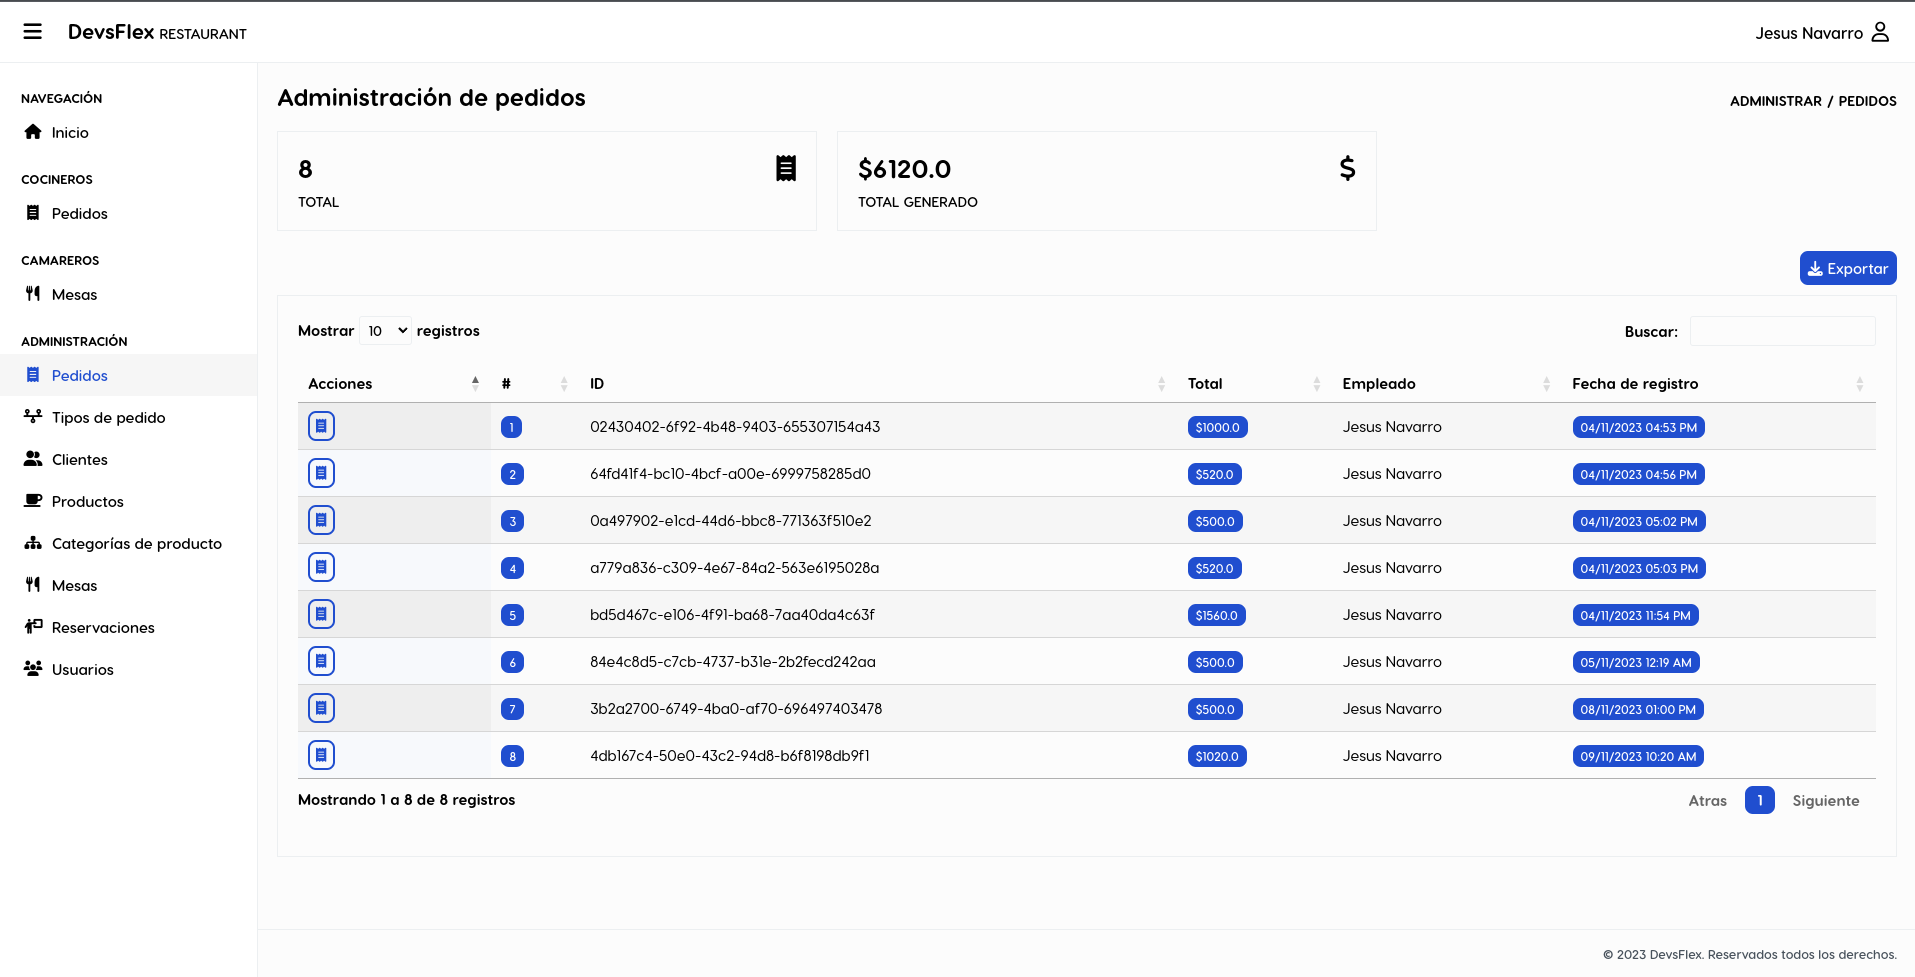 DevsFlex RESTAURANT
Jesus Navarro
NAVEGACIÓN
Inicio
COCINEROS
Pedidos
CAMAREROS
Mesas
ADMINISTRACIÓN
Pedidos
Tipos de pedido
Clientes
Productos
Categorías de producto
Mesas
Reservaciones
Usuarios
Administración de pedidos
ADMINISTRAR / PEDIDOS
8
TOTAL
$6120.0
TOTAL GENERADO
$
Exportar
Mostrar 10 registros
Buscar:
Acciones # ID Total Empleado Fecha de registro
1 02430402-6f92-4b48-9403-655307154a43 $1000.0 Jesus Navarro 04/11/2023 04:53 PM
2 64fd41f4-bc10-4bcf-a00e-6999758285d0 $520.0 Jesus Navarro 04/11/2023 04:56 PM
3 0a497902-e1cd-44d6-bbc8-771363f510e2 $500.0 Jesus Navarro 04/11/2023 05:02 PM
4 a779a836-c309-4e67-84a2-563e6195028a $520.0 Jesus Navarro 04/11/2023 05:03 PM
5 bd5d467c-e106-4f91-ba68-7aa40da4c63f $1560.0 Jesus Navarro 04/11/2023 11:54 PM
6 84e4c8d5-c7cb-4737-b31e-2b2fecd242aa $500.0 Jesus Navarro 05/11/2023 12:19 AM
7 3b2a2700-6749-4ba0-af70-696497403478 $500.0 Jesus Navarro 08/11/2023 01:00 PM
8 4db167c4-50e0-43c2-94d8-b6f8198db9f1 $1020.0 Jesus Navarro 09/11/2023 10:20 AM
Mostrando 1 a 8 de 8 registros
Atras 1 Siguiente
© 2023 DevsFlex. Reservados todos los derechos.